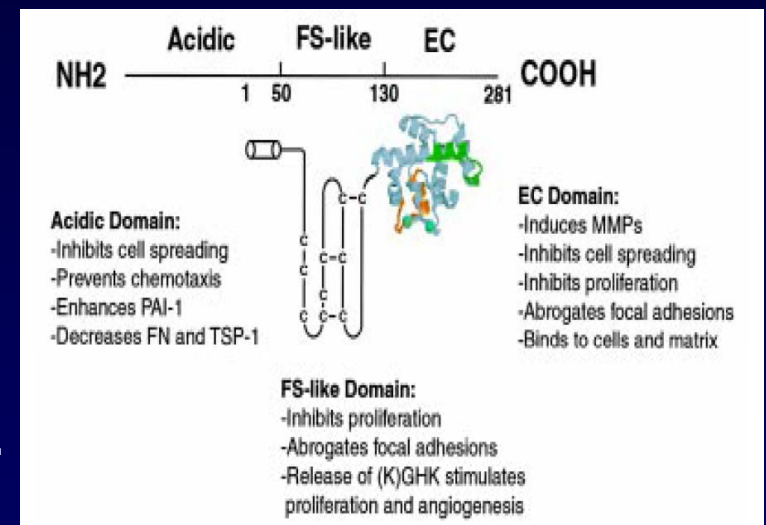 Acidic FS-like EC
NH2 COOH
1 50 130 281
C-C
C
C C-C
C
C C-C
Acidic Domain:
-Inhibits cell spreading
-Prevents chemotaxis
-Enhances PAI-1
-Decreases FN and TSP-1
EC Domain:
-Induces MMPs
-Inhibits cell spreading
-Inhibits proliferation
-Abrogates focal adhesions
-Binds to cells and matrix
FS-like Domain:
-Inhibits proliferation
-Abrogates focal adhesions
-Release of (K)GHK stimulates
proliferation and angiogenesis